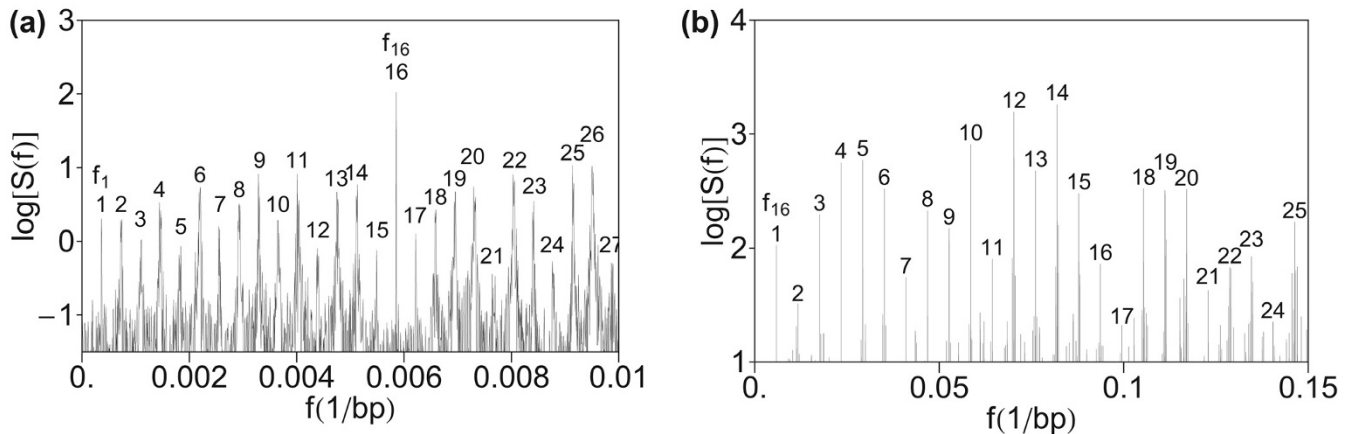 (a)
log[S(f)]
3
2
1
0
−1
f₁
1 2 3 4 5 6 7 8 9 10 11 12 13 14 15
f₁₆
16
17 18 19 20 21 22 23 24 25 26 27
0. 0.002 0.004 0.006 0.008 0.01
f(1/bp)
(b)
log[S(f)]
4
3
2
1
f₁₆
1 2 3 4 5 6 7 8 9 10 11 12 13 14 15 16 17 18 19 20 21 22 23 24 25
0. 0.05 0.1 0.15
f(1/bp)